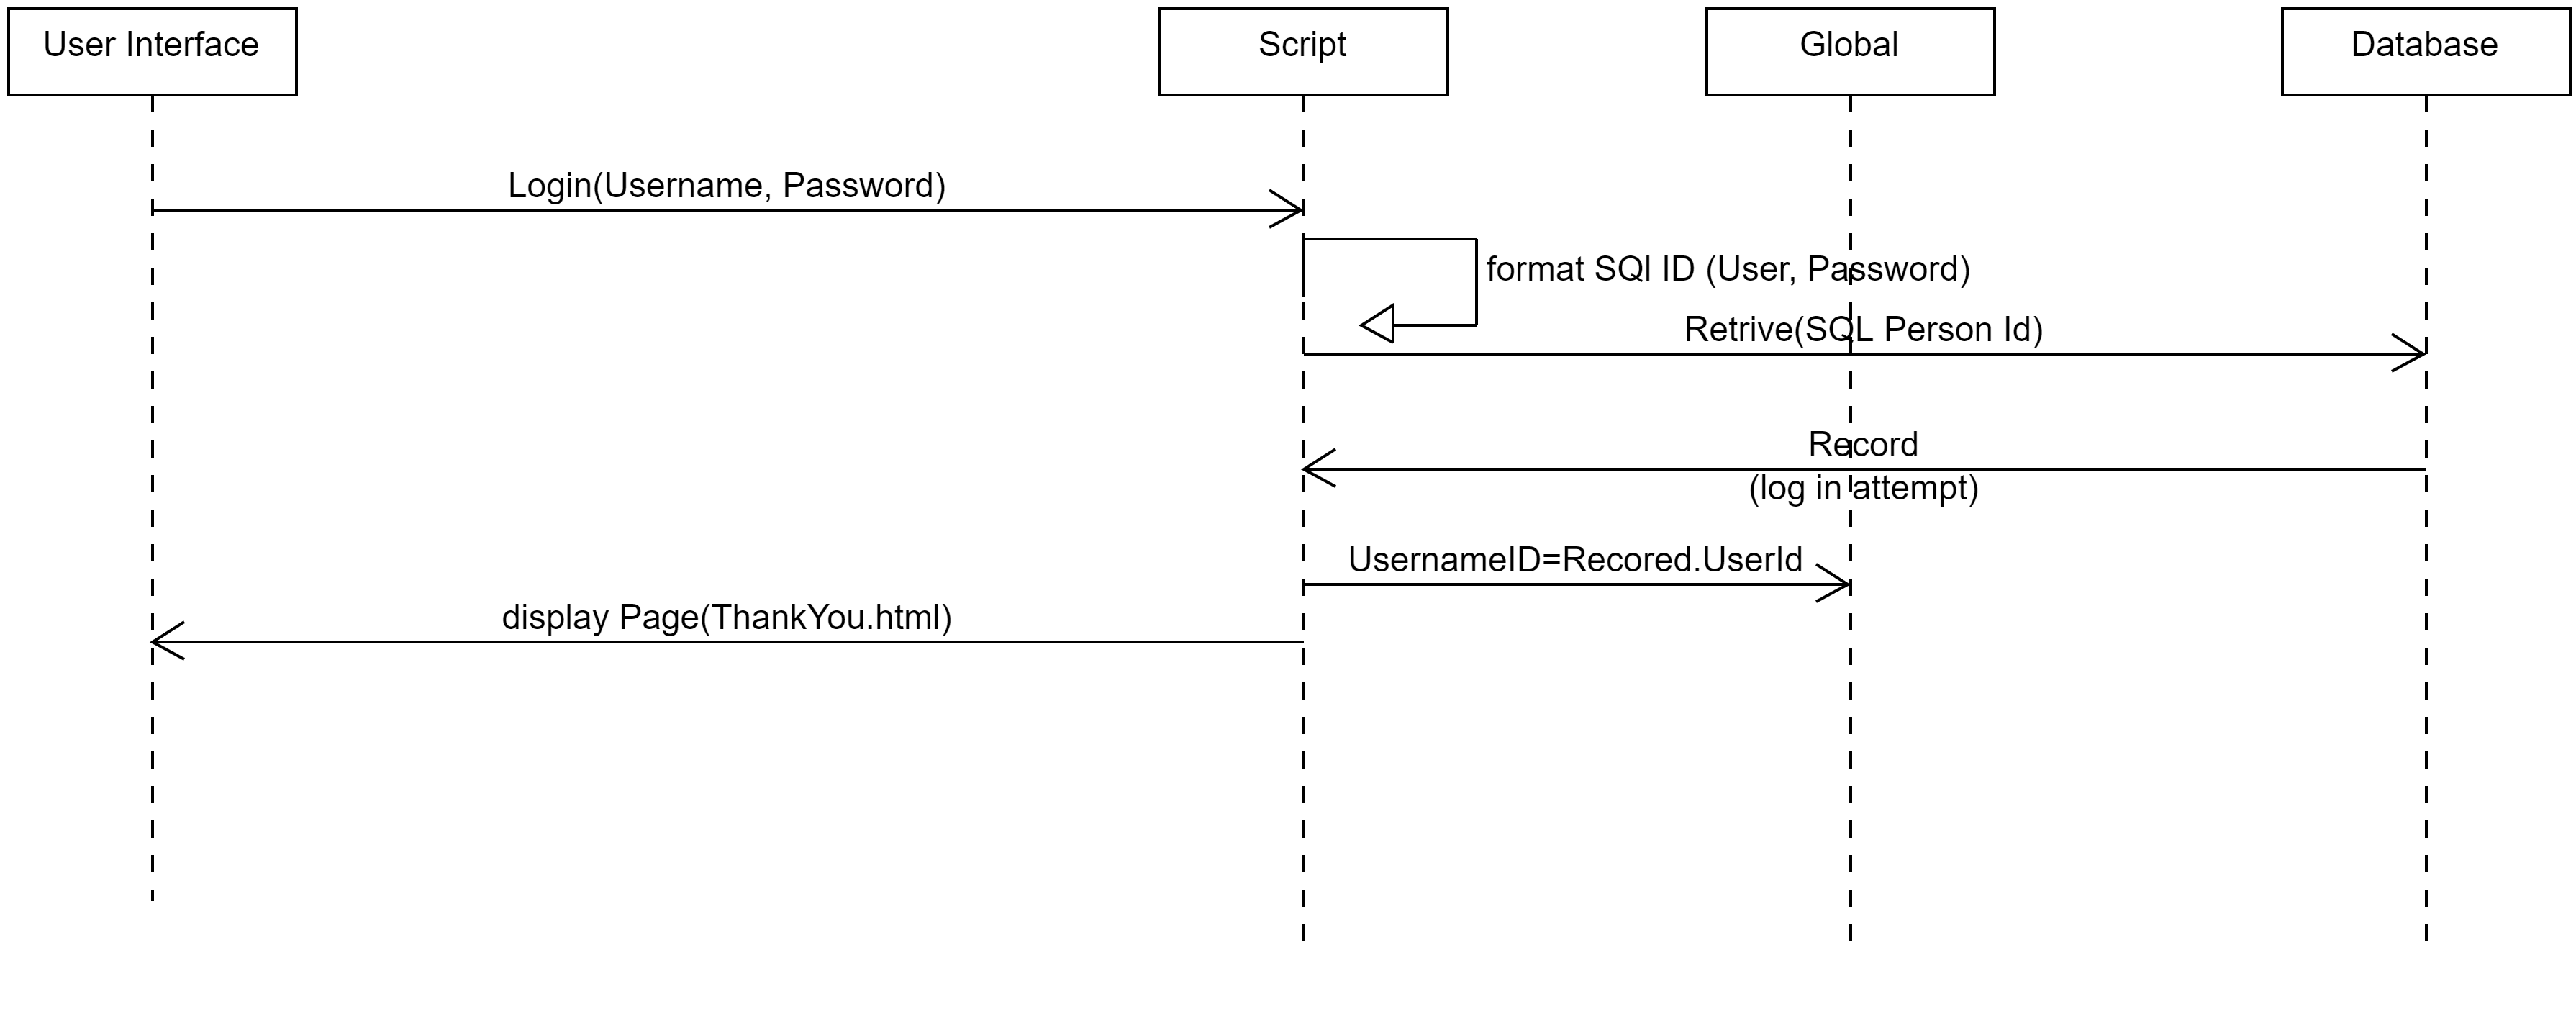 User Interface
Script
Global
Database
Login(Username, Password)
format SQl ID (User, Password)
Retrive(SQL Person Id)
Record
(log in attempt)
UsernameID=Recored.UserId
display Page(ThankYou.html)